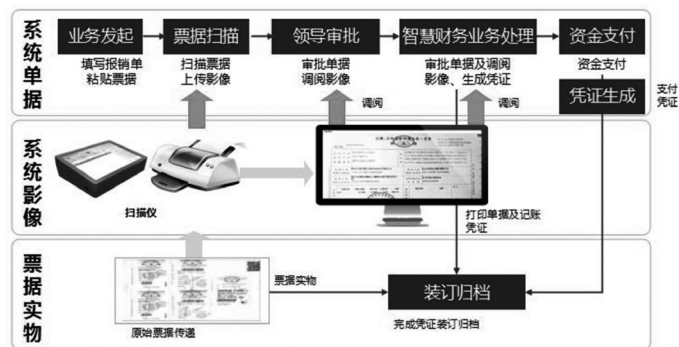 系统单据
业务发起
票据扫描
领导审批
智慧财务业务处理
资金支付
填写报销单
粘贴票据
扫描票据
上传影像
审批单据
调阅影像
审批单据及调阅
影像、生成凭证
资金支付
凭证生成
支付
凭证
调阅
调阅
系统影像
扫描仪
打印单据及记账
凭证
票据实物
票据实物
装订归档
原始票据传递
完成凭证装订归档